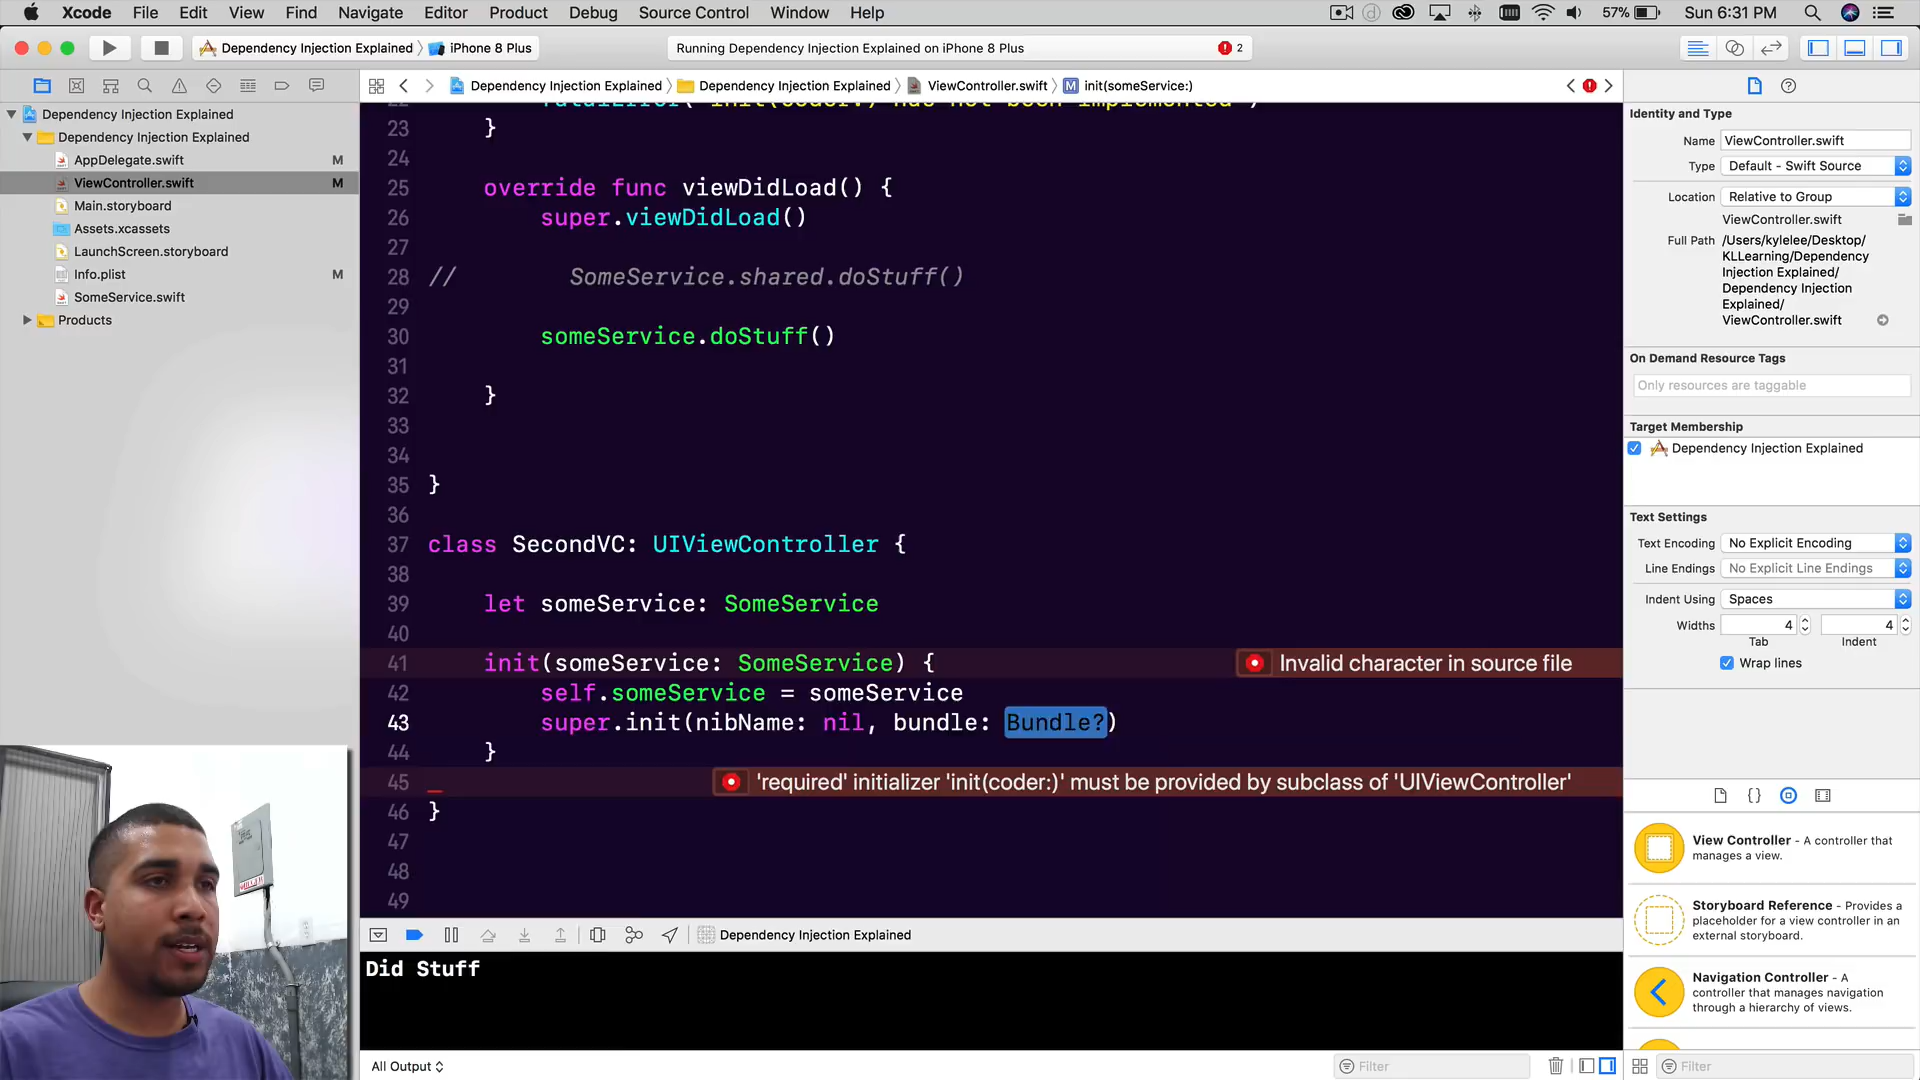 Xcode File Edit View Find Navigate Editor Product Debug Source Control Window Help 57% Sun 6:31 PM
Dependency Injection Explained iPhone 8 Plus Running Dependency Injection Explained on iPhone 8 Plus 2
Dependency Injection Explained Dependency Injection Explained ViewController.swift M init(someService:)
Dependency Injection Explained
Dependency Injection Explained
AppDelegate.swift M
ViewController.swift M
Main.storyboard
Assets.xcassets
LaunchScreen.storyboard
Info.plist M
SomeService.swift
Products
22 fatalError("init(coder:) has not been implemented")
23 }
24
25 override func viewDidLoad() {
26 super.viewDidLoad()
27
28 // SomeService.shared.doStuff()
29
30 someService.doStuff()
31
32 }
33
34
35 }
36
37 class SecondVC: UIViewController {
38
39 let someService: SomeService
40
41 init(someService: SomeService) { Invalid character in source file
42 self.someService = someService
43 super.init(nibName: nil, bundle: Bundle?)
44 }
45 'required' initializer 'init(coder:)' must be provided by subclass of 'UIViewController'
46 }
47
48
49
Dependency Injection Explained
Did Stuff
All Output
Filter
Identity and Type
Name ViewController.swift
Type Default - Swift Source
Location Relative to Group
ViewController.swift
Full Path /Users/kylelee/Desktop/
KLLearning/Dependency
Injection Explained/
Dependency Injection
Explained/
ViewController.swift
On Demand Resource Tags
Only resources are taggable
Target Membership
Dependency Injection Explained
Text Settings
Text Encoding No Explicit Encoding
Line Endings No Explicit Line Endings
Indent Using Spaces
Widths 4 4
Tab Indent
Wrap lines
View Controller - A controller that
manages a view.
Storyboard Reference - Provides a
placeholder for a view controller in an
external storyboard.
Navigation Controller - A
controller that manages navigation
through a hierarchy of views.
Filter